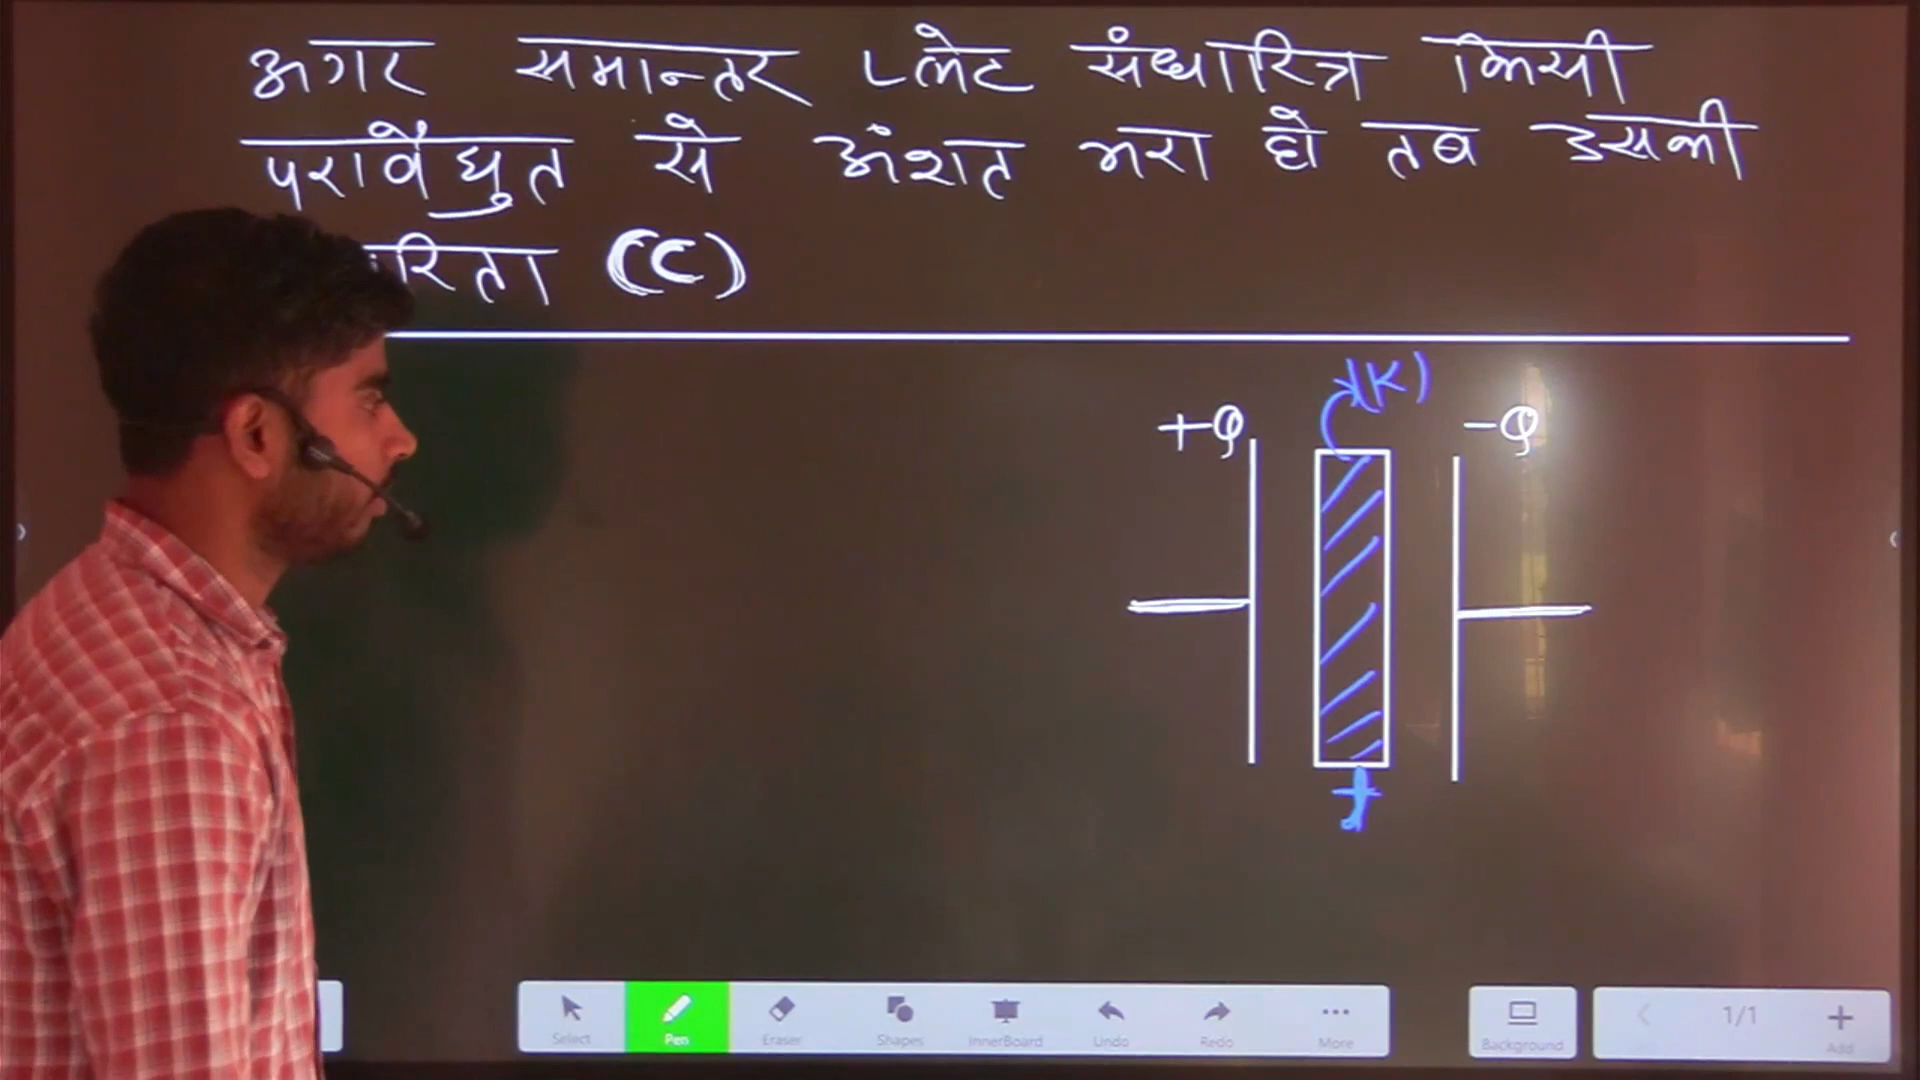 अगर समान्तर प्लेट संधारित्र किसी
परावैद्युत से अंशत भरा हो तब उसकी
रिता (C)
(K)
+Q
-Q
t
Select
Pen
Eraser
Shapes
InnerBoard
Undo
Redo
More
Background
1/1
Add